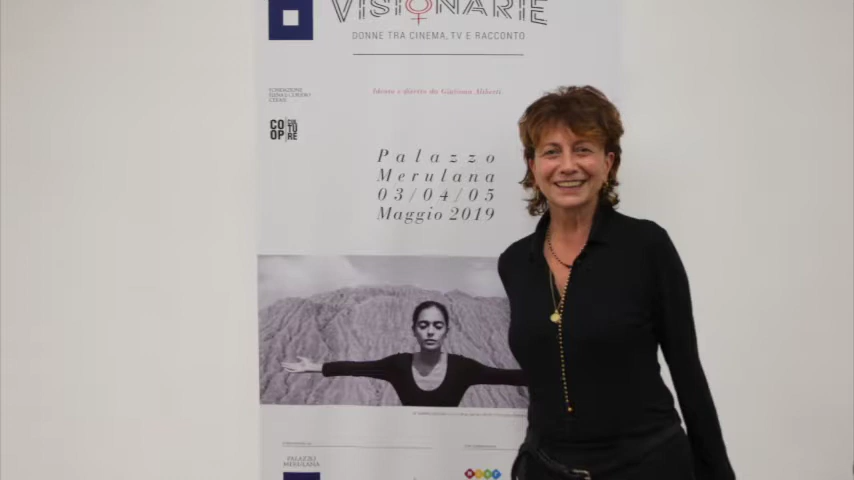 VISIONARIE
DONNE TRA CINEMA, TV E RACCONTO
FONDAZIONE
Ideato e diretto da Giuliana Aliberti
CO CUL
OP TU
RE
Palazzo
Merulana
03/04/05
Maggio 2019
PALAZZO
MERULANA